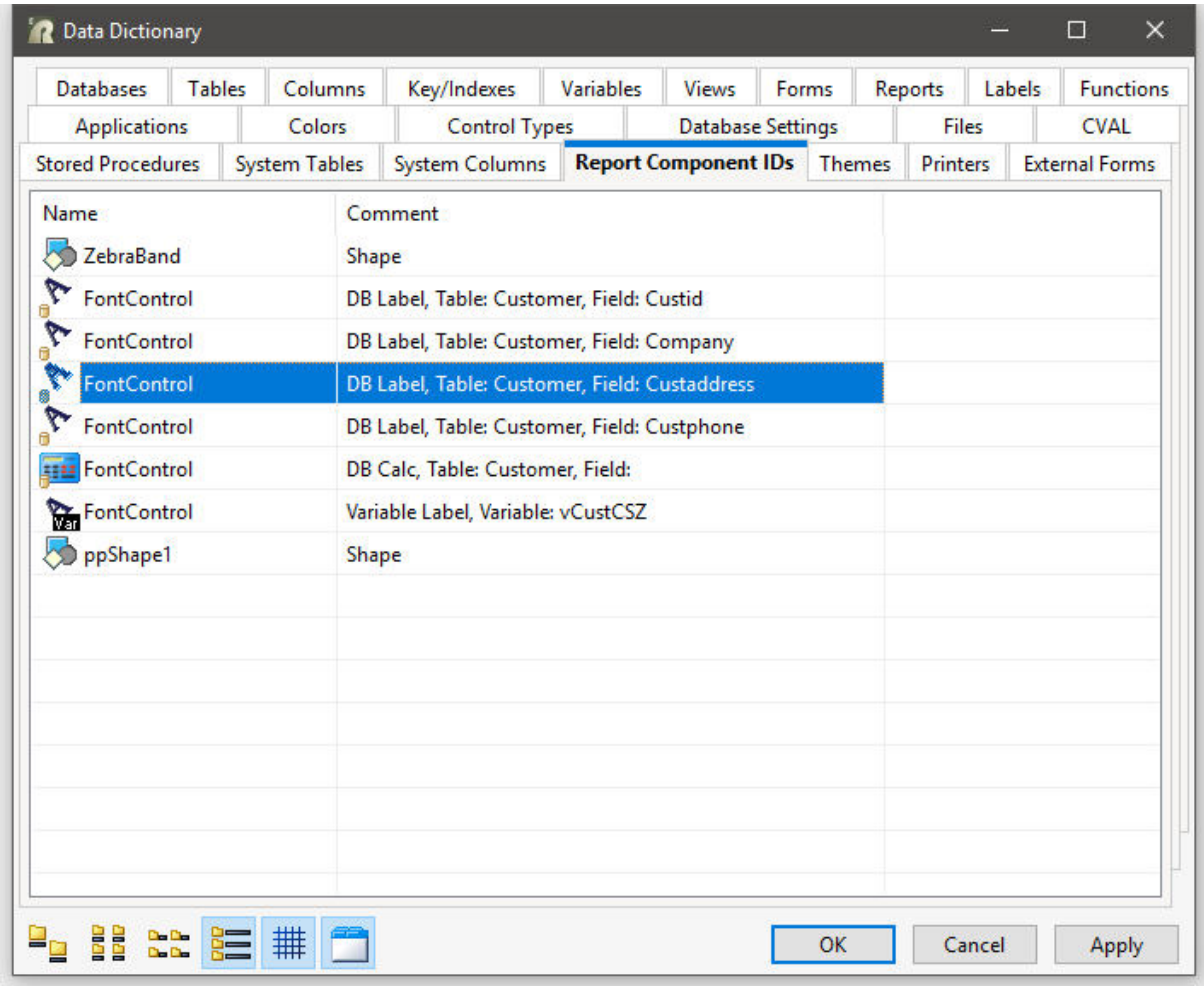 Data Dictionary
Databases Tables Columns Key/Indexes Variables Views Forms Reports Labels Functions
Applications Colors Control Types Database Settings Files CVAL
Stored Procedures System Tables System Columns Report Component IDs Themes Printers External Forms
Name Comment
ZebraBand Shape
FontControl DB Label, Table: Customer, Field: Custid
FontControl DB Label, Table: Customer, Field: Company
FontControl DB Label, Table: Customer, Field: Custaddress
FontControl DB Label, Table: Customer, Field: Custphone
FontControl DB Calc, Table: Customer, Field:
Var FontControl Variable Label, Variable: vCustCSZ
ppShape1 Shape
OK Cancel Apply